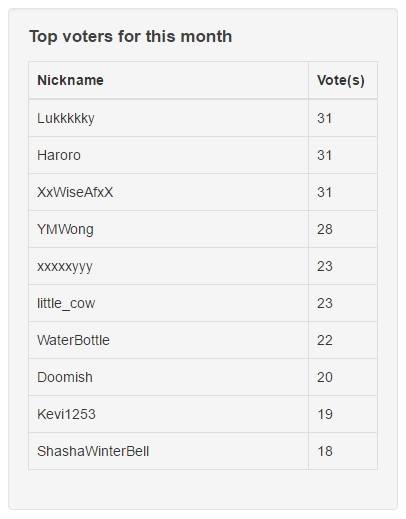 Top voters for this month
Nickname Vote(s)
Lukkkkky 31
Haroro 31
XxWiseAfxX 31
YMWong 28
xxxxxyyy 23
little_cow 23
WaterBottle 22
Doomish 20
Kevi1253 19
ShashaWinterBell 18